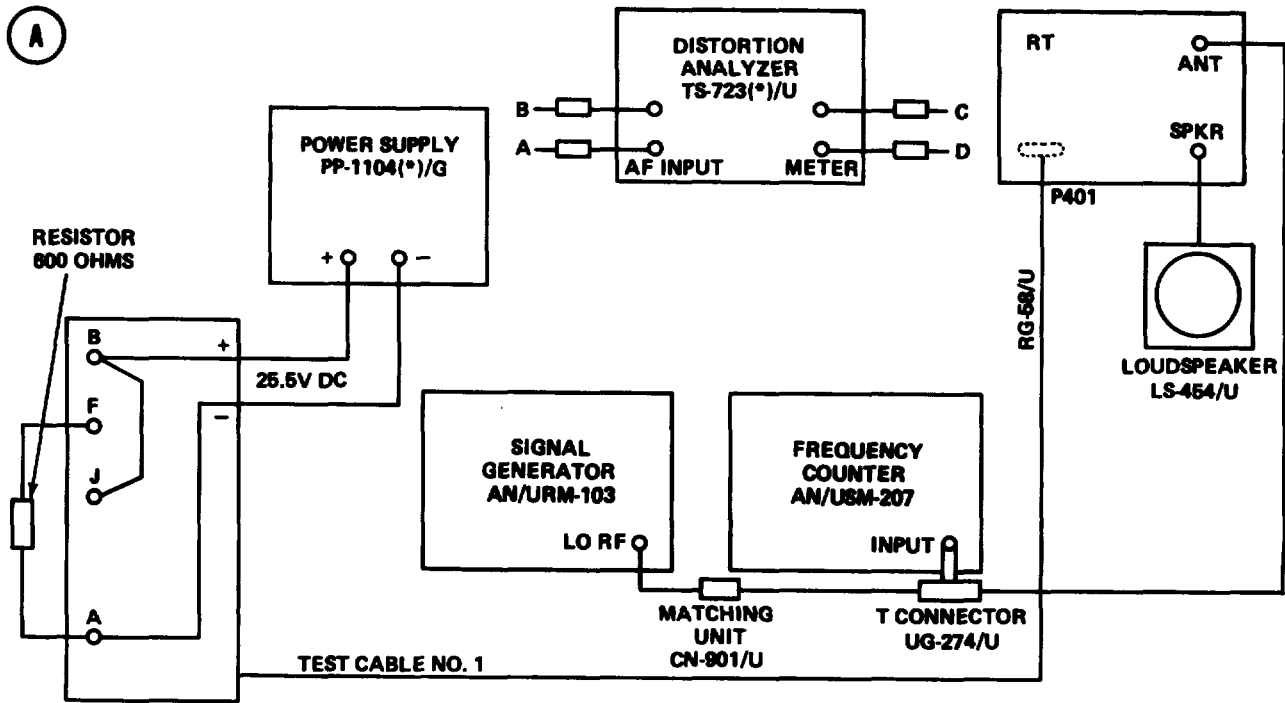 A
DISTORTION
ANALYZER
TS-723(*)/U
B
A
AF INPUT
METER
C
D
RT
ANT
SPKR
P401
POWER SUPPLY
PP-1104(*)/G
+
-
RESISTOR
600 OHMS
B
F
J
A
+
25.5V DC
-
RG-58/U
LOUDSPEAKER
LS-454/U
SIGNAL
GENERATOR
AN/URM-103
LO RF
FREQUENCY
COUNTER
AN/USM-207
INPUT
MATCHING
UNIT
CN-901/U
T CONNECTOR
UG-274/U
TEST CABLE NO. 1